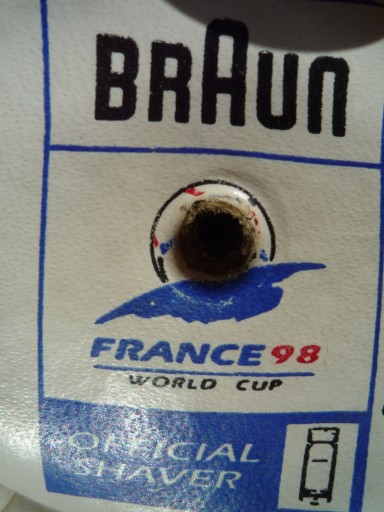 BRAUN
FRANCE 98
WORLD CUP
OFFICIAL
SHAVER